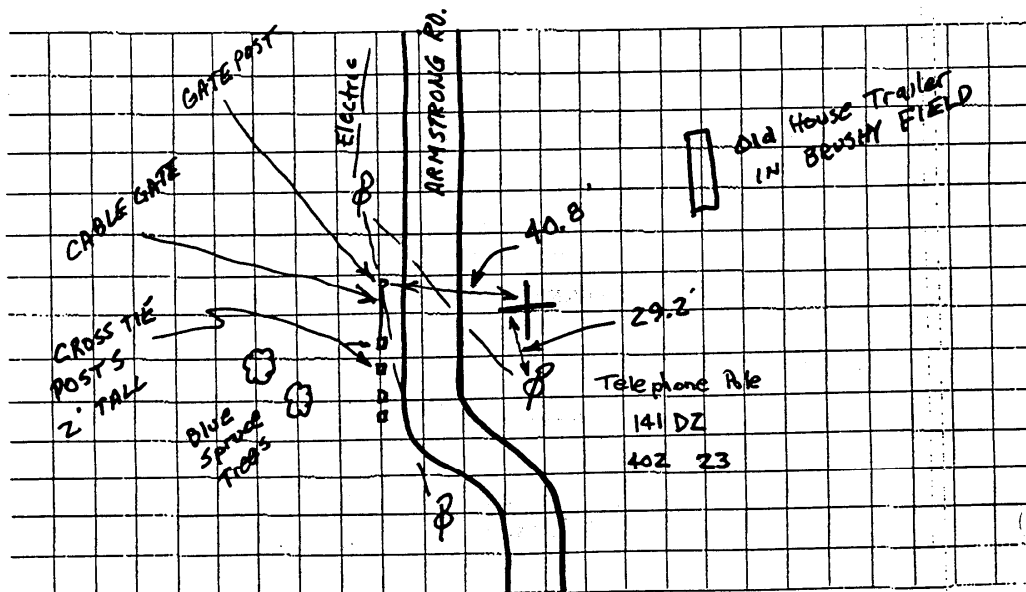 GATE POST
Electric
ARMSTRONG RD.
Old House Trailer
IN BRUSHY FIELD
CABLE GATE
40.8'
29.2'
CROSS TIE
POSTS
2' TALL
Blue
Spruce
Trees
Telephone Pole
141 DZ
402 23